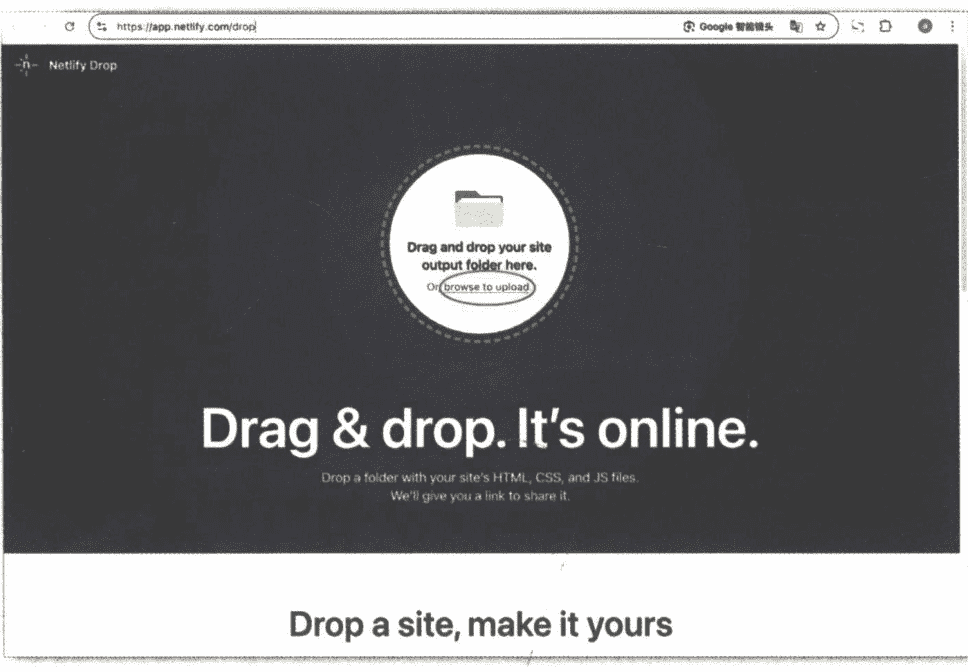 https://app.netlify.com/drop
Google 智能镜头
Netlify Drop
Drag and drop your site
output folder here.
Or browse to upload
Drag & drop. It's online.
Drop a folder with your site's HTML, CSS, and JS files.
We'll give you a link to share it.
Drop a site, make it yours